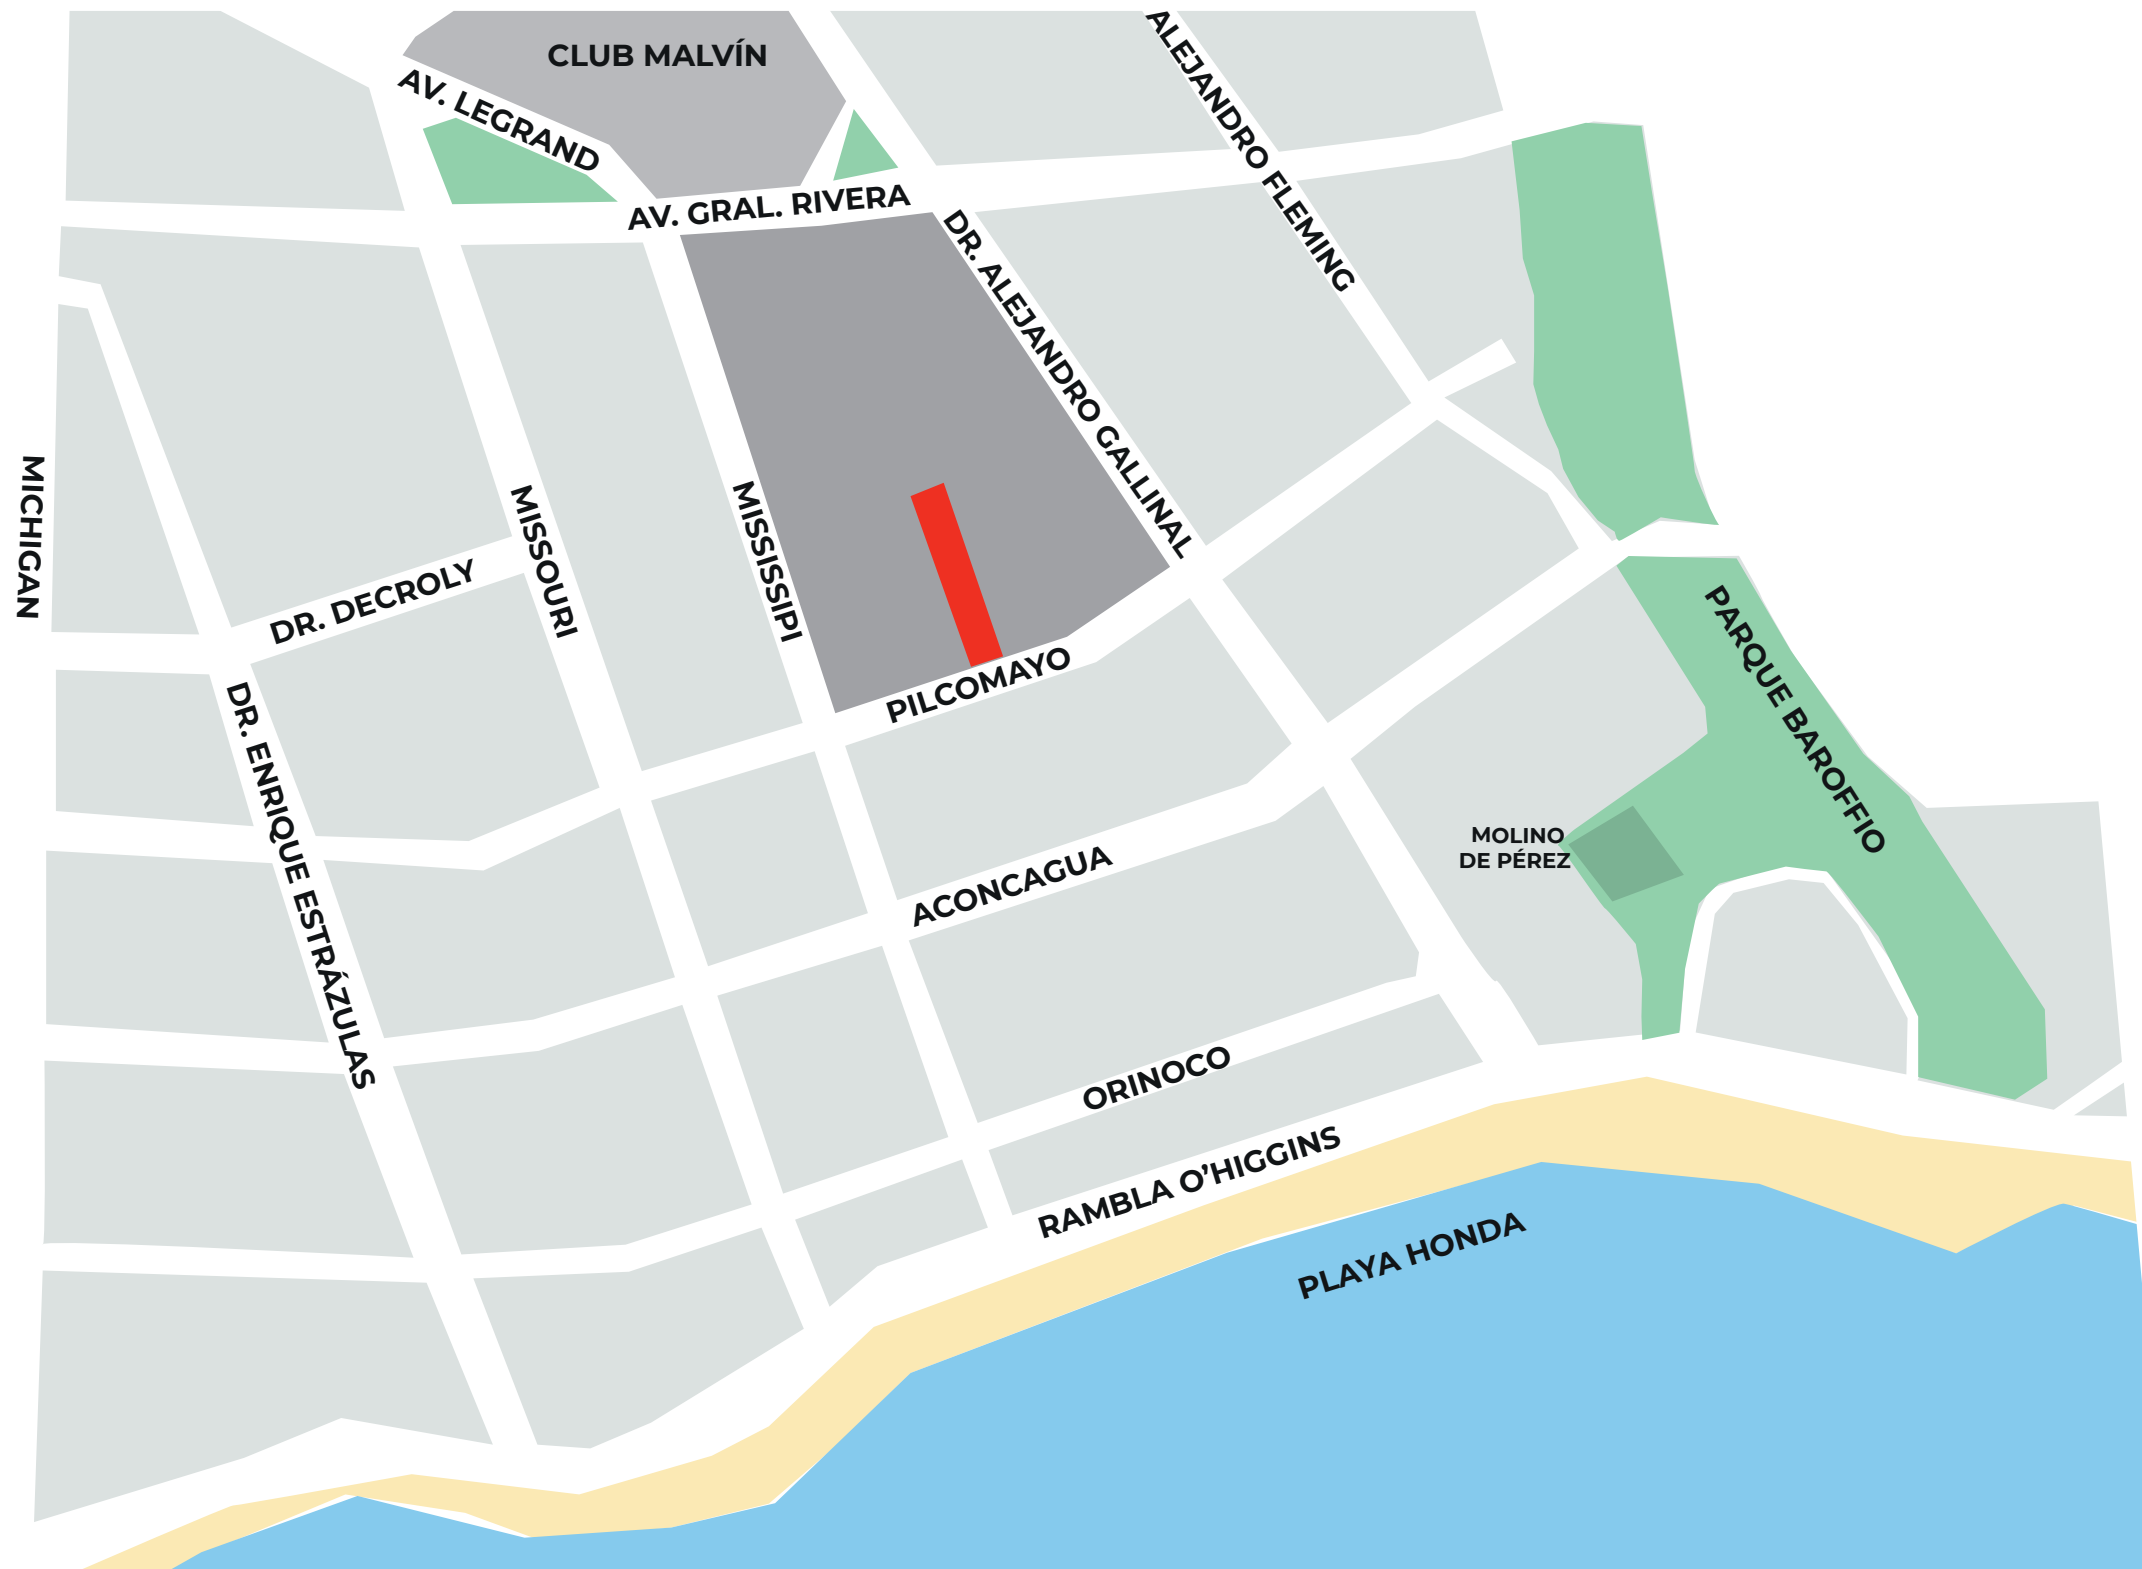 CLUB MALVÍN
AV. LEGRAND
AV. GRAL. RIVERA
ALEJANDRO FLEMING
DR. ALEJANDRO GALLINAL
MICHIGAN
MISSOURI
MISSISSIPI
DR. DECROLY
PILCOMAYO
PARQUE BAROFFIO
DR. ENRIQUE ESTRÁZULAS
MOLINO
DE PÉREZ
ACONCAGUA
ORINOCO
RAMBLA O’HIGGINS
PLAYA HONDA